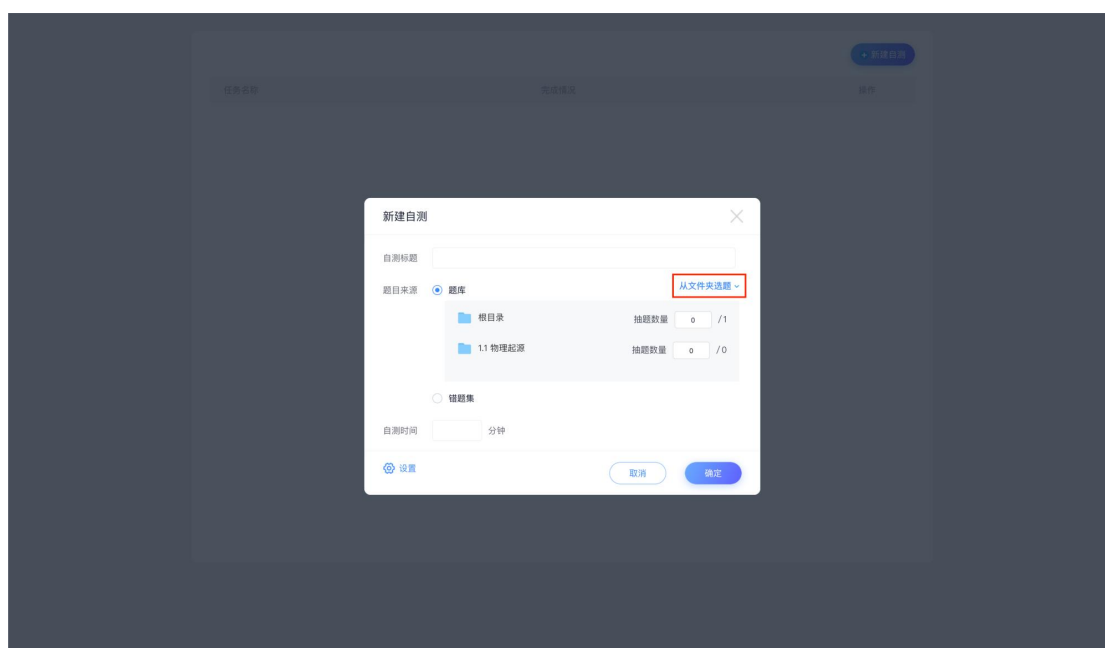 + 新建自测
任务名称 完成情况 操作
新建自测
自测标题
题目来源 题库 从文件夹选题
根目录 抽题数量 0 /1
1.1 物理起源 抽题数量 0 /0
错题集
自测时间 分钟
设置 取消 确定